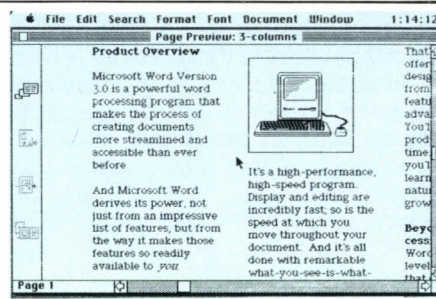 File Edit Search Format Font Document Window 1:14:12
Page Preview: 3-columns
Product Overview
Microsoft Word Version
3.0 is a powerful word
processing program that
makes the process of
creating documents
more streamlined and
accessible than ever
before
And Microsoft Word
derives its power, not
just from an impressive
list of features, but from
the way it makes those
features so readily
available to you.
It's a high-performance,
high-speed program.
Display and editing are
incredibly fast; so is the
speed at which you
move throughout your
document. And it's all
done with remarkable
what-you-see-is-what-
That
offer
desig
from
featu
adva
You'l
prod
time.
you'l
learn
natur
grow
Beyo
cess
Word
level
that
Page 1